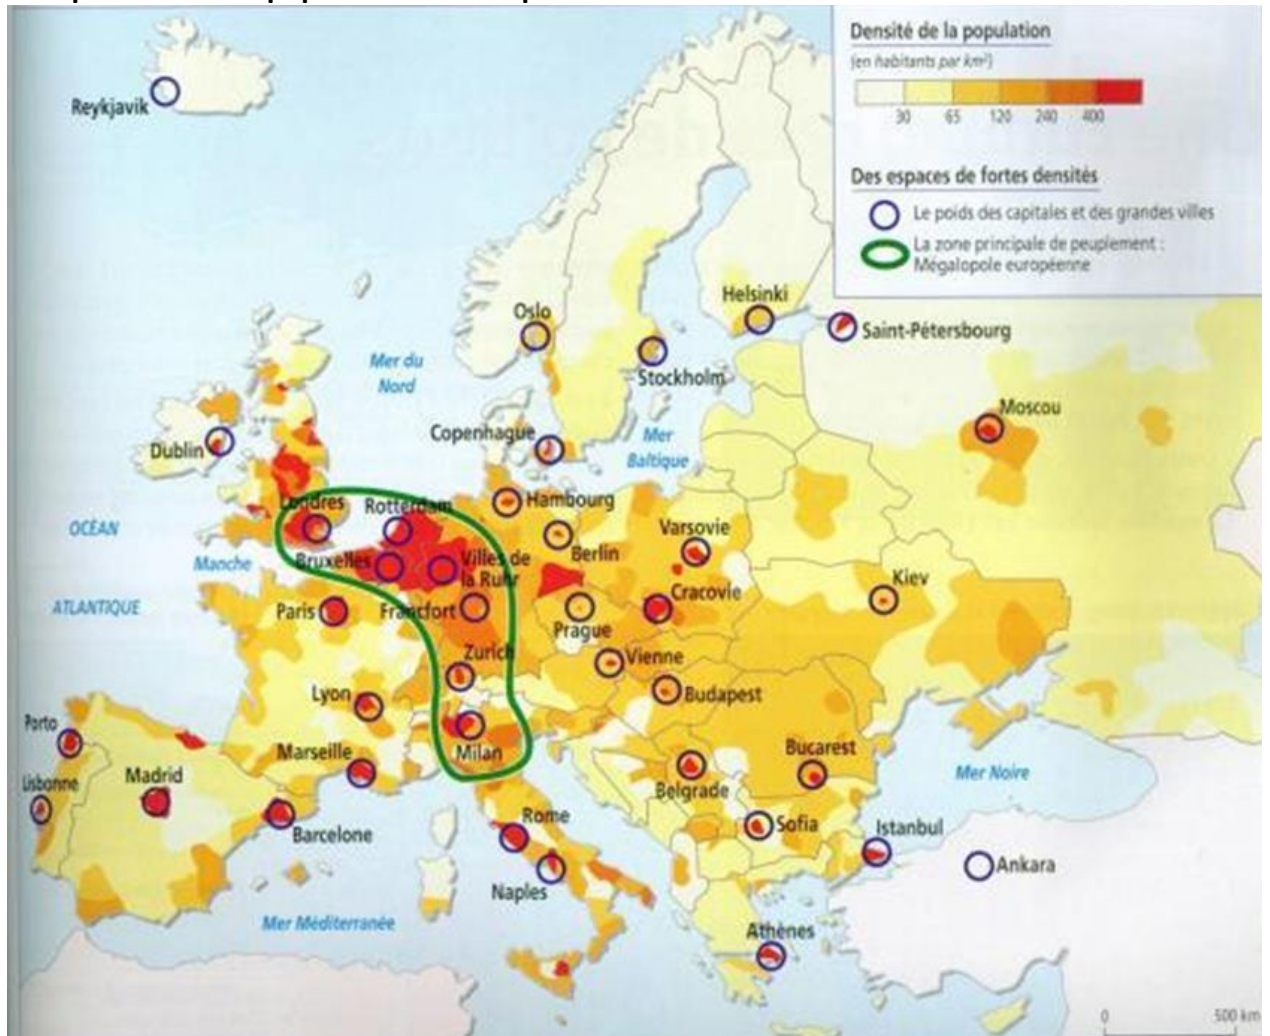 Densité de la population
(en habitants par km²)
30 65 120 240 400
Des espaces de fortes densités
Le poids des capitales et des grandes villes
La zone principale de peuplement :
Mégalopole européenne
Reykjavik
Oslo
Helsinki
Saint-Pétersbourg
Stockholm
Mer du
Nord
Moscou
Copenhague
Mer
Baltique
Dublin
Londres
Rotterdam
Hambourg
OCÉAN
Varsovie
Berlin
Manche
Bruxelles
Villes de
la Ruhr
Kiev
ATLANTIQUE
Paris
Francfort
Cracovie
Prague
Zurich
Vienne
Lyon
Budapest
Porto
Milan
Marseille
Bucarest
Madrid
Lisbonne
Belgrade
Mer Noire
Rome
Sofia
Istanbul
Barcelone
Ankara
Naples
Mer Méditerranée
Athènes
0 500 km